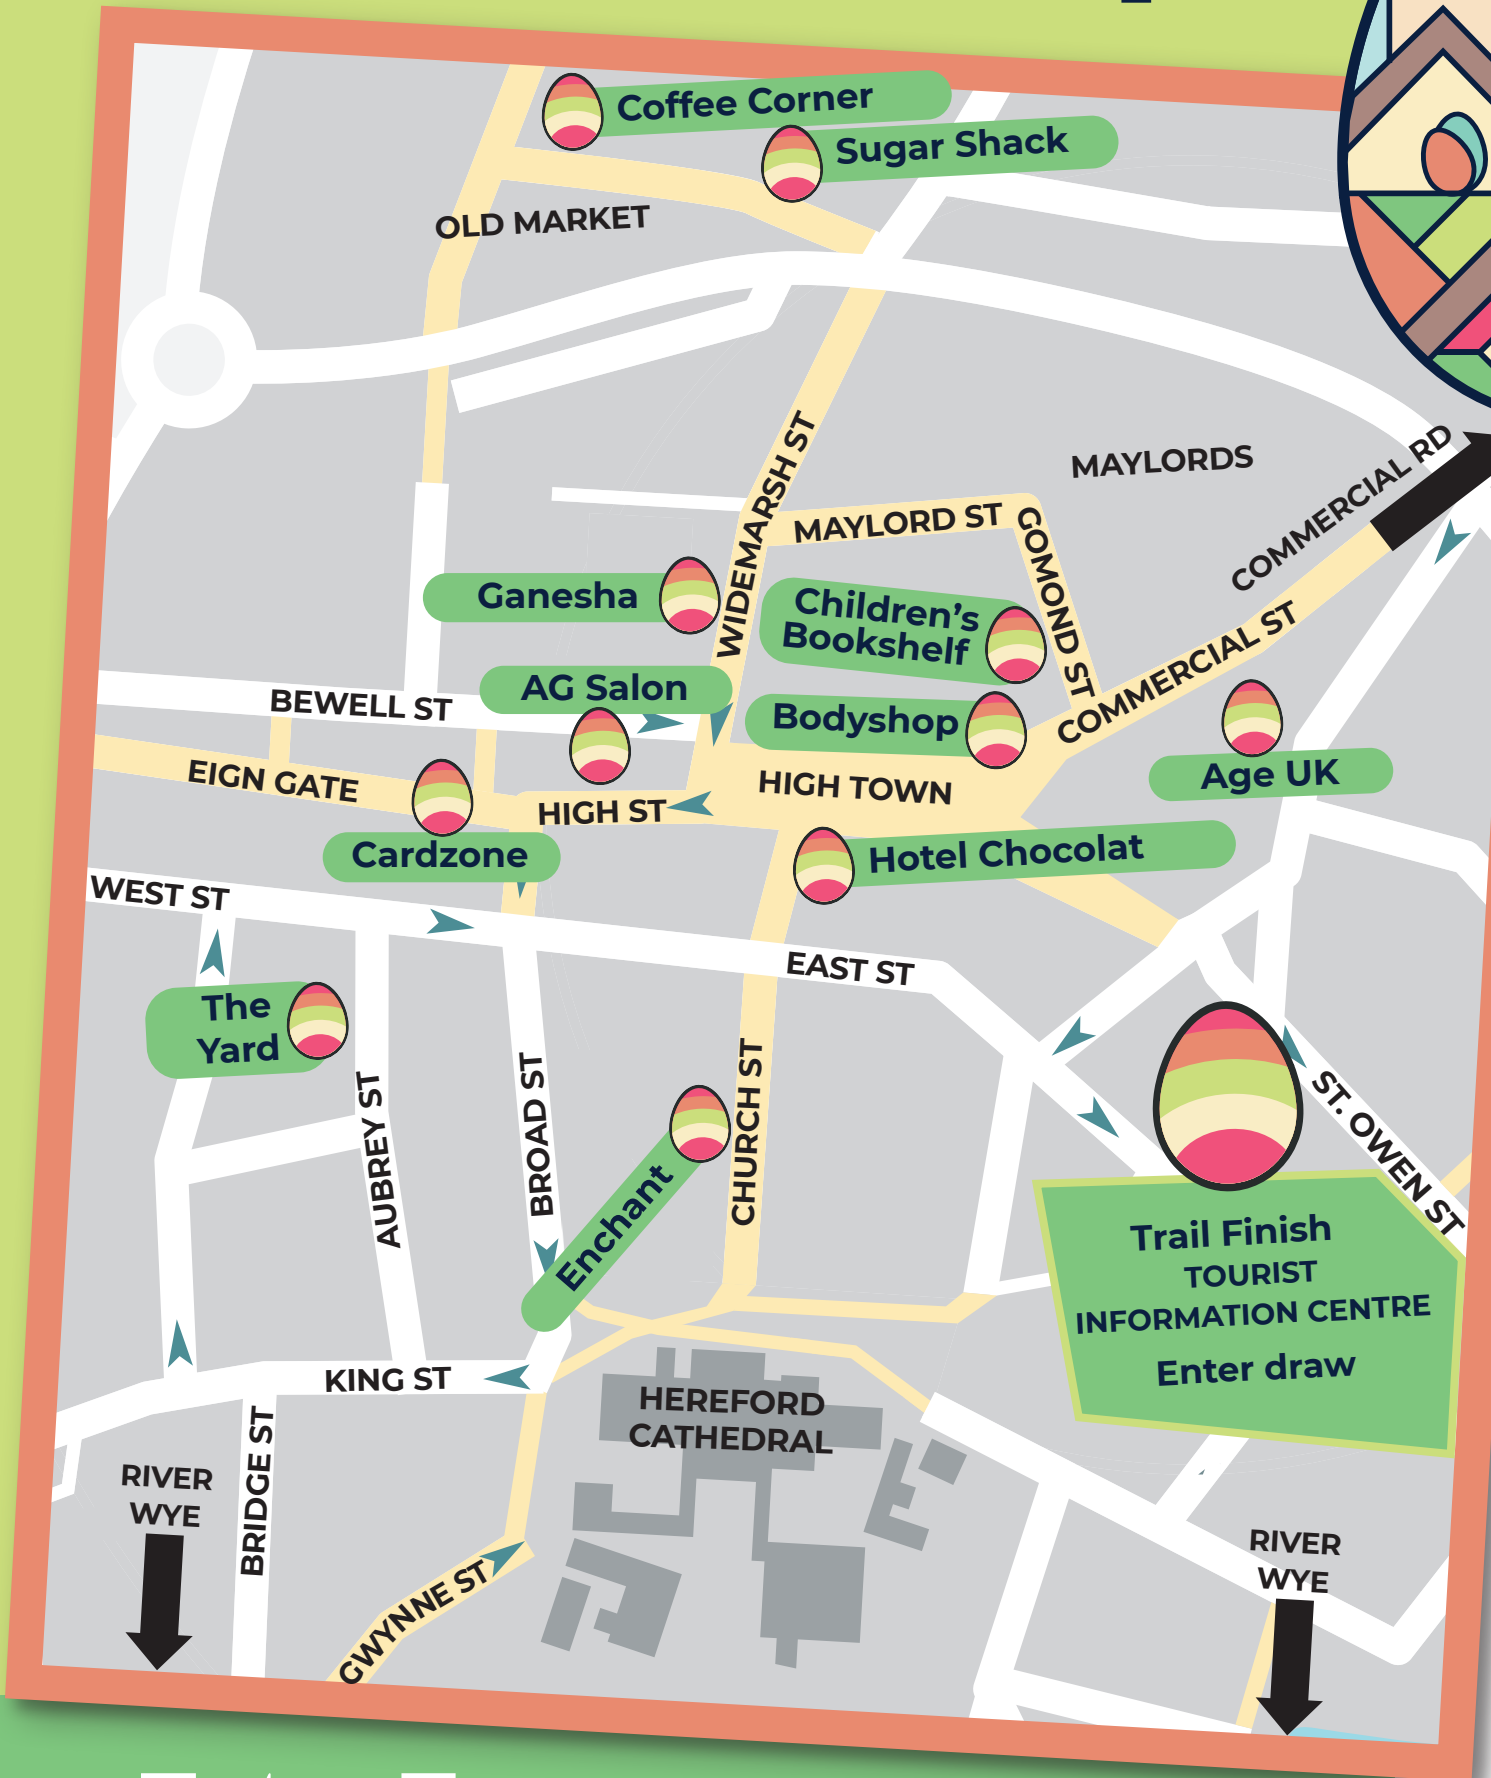 Coffee Corner
Sugar Shack
OLD MARKET
WIDEMARSH ST
MAYLORDS
COMMERCIAL RD
MAYLORD ST
GOMOND ST
Ganesha
Children’s
Bookshelf
COMMERCIAL ST
AG Salon
BEWELL ST
Bodyshop
Age UK
EIGN GATE
HIGH TOWN
HIGH ST
Cardzone
Hotel Chocolat
WEST ST
EAST ST
The
Yard
AUBREY ST
BROAD ST
CHURCH ST
Enchant
ST. OWEN ST
Trail Finish
TOURIST
INFORMATION CENTRE
Enter draw
KING ST
HEREFORD
CATHEDRAL
BRIDGE ST
RIVER
WYE
GWYNNE ST
RIVER
WYE